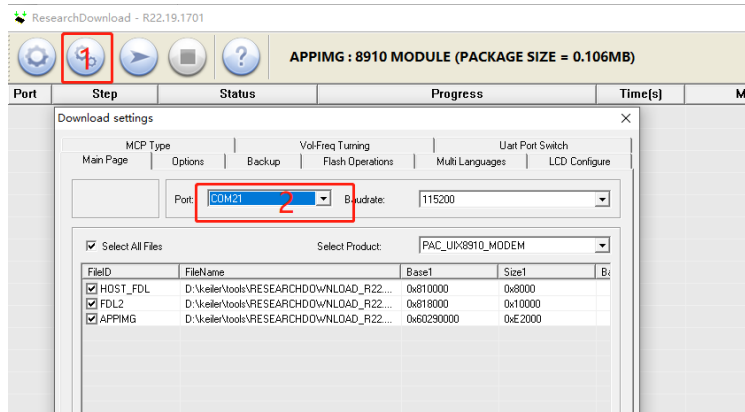 ResearchDownload - R22.19.1701
1
?
APPIMG : 8910 MODULE (PACKAGE SIZE = 0.106MB)
Port Step Status Progress Time(s) M
Download settings
MCP Type Vol-Freq Turning Uart Port Switch
Main Page Options Backup Flash Operations Multi Languages LCD Configure
Port: COM21 2 Baudrate: 115200
Select All Files Select Product: PAC_UIX8910_MODEM
FileID FileName Base1 Size1 Ba
HOST_FDL D:\keiler\tools\RESEARCHDOWNLOAD_R22.... 0x810000 0x8000
FDL2 D:\keiler\tools\RESEARCHDOWNLOAD_R22.... 0x818000 0x10000
APPIMG D:\keiler\tools\RESEARCHDOWNLOAD_R22.... 0x60290000 0xE2000